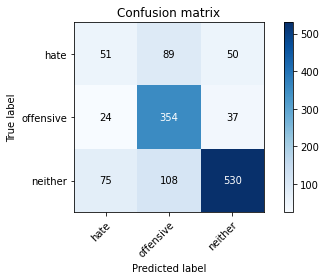 Confusion matrix
hate 51 89 50
offensive 24 354 37
neither 75 108 530
hate offensive neither
True label
Predicted label
500
400
300
200
100